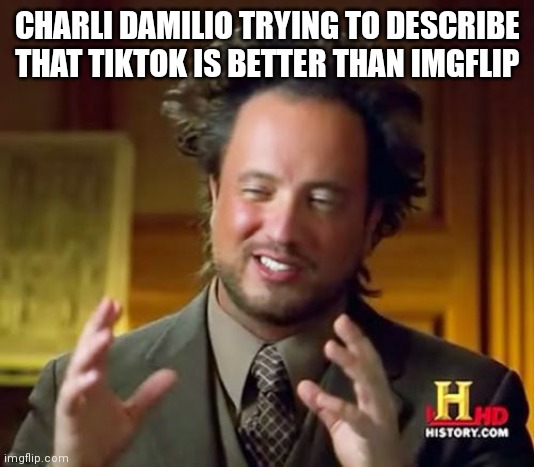 CHARLI DAMILIO TRYING TO DESCRIBE
THAT TIKTOK IS BETTER THAN IMGFLIP
H HD
HISTORY.COM
imgflip.com